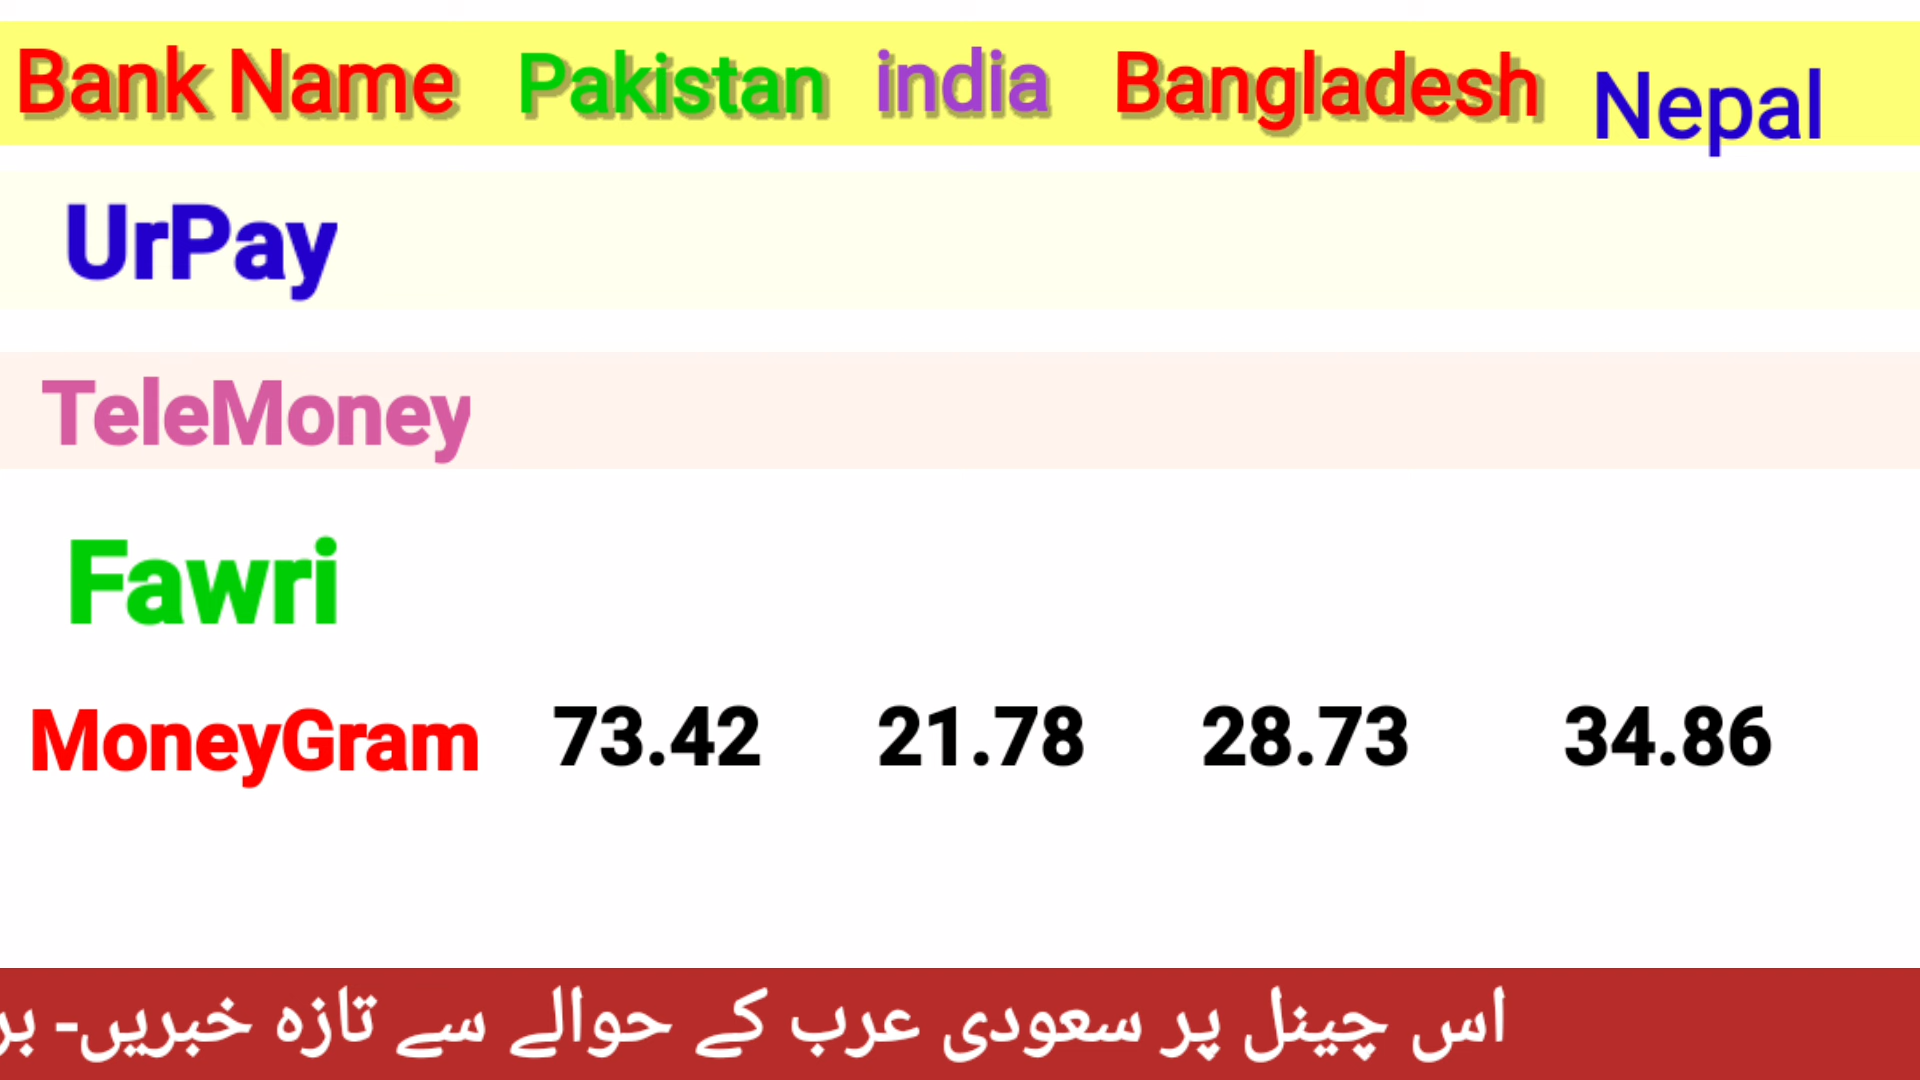 Bank Name Pakistan india Bangladesh Nepal
UrPay
TeleMoney
Fawri
MoneyGram 73.42 21.78 28.73 34.86
اس چینل پر سعودی عرب کے حوالے سے تازہ خبریں-